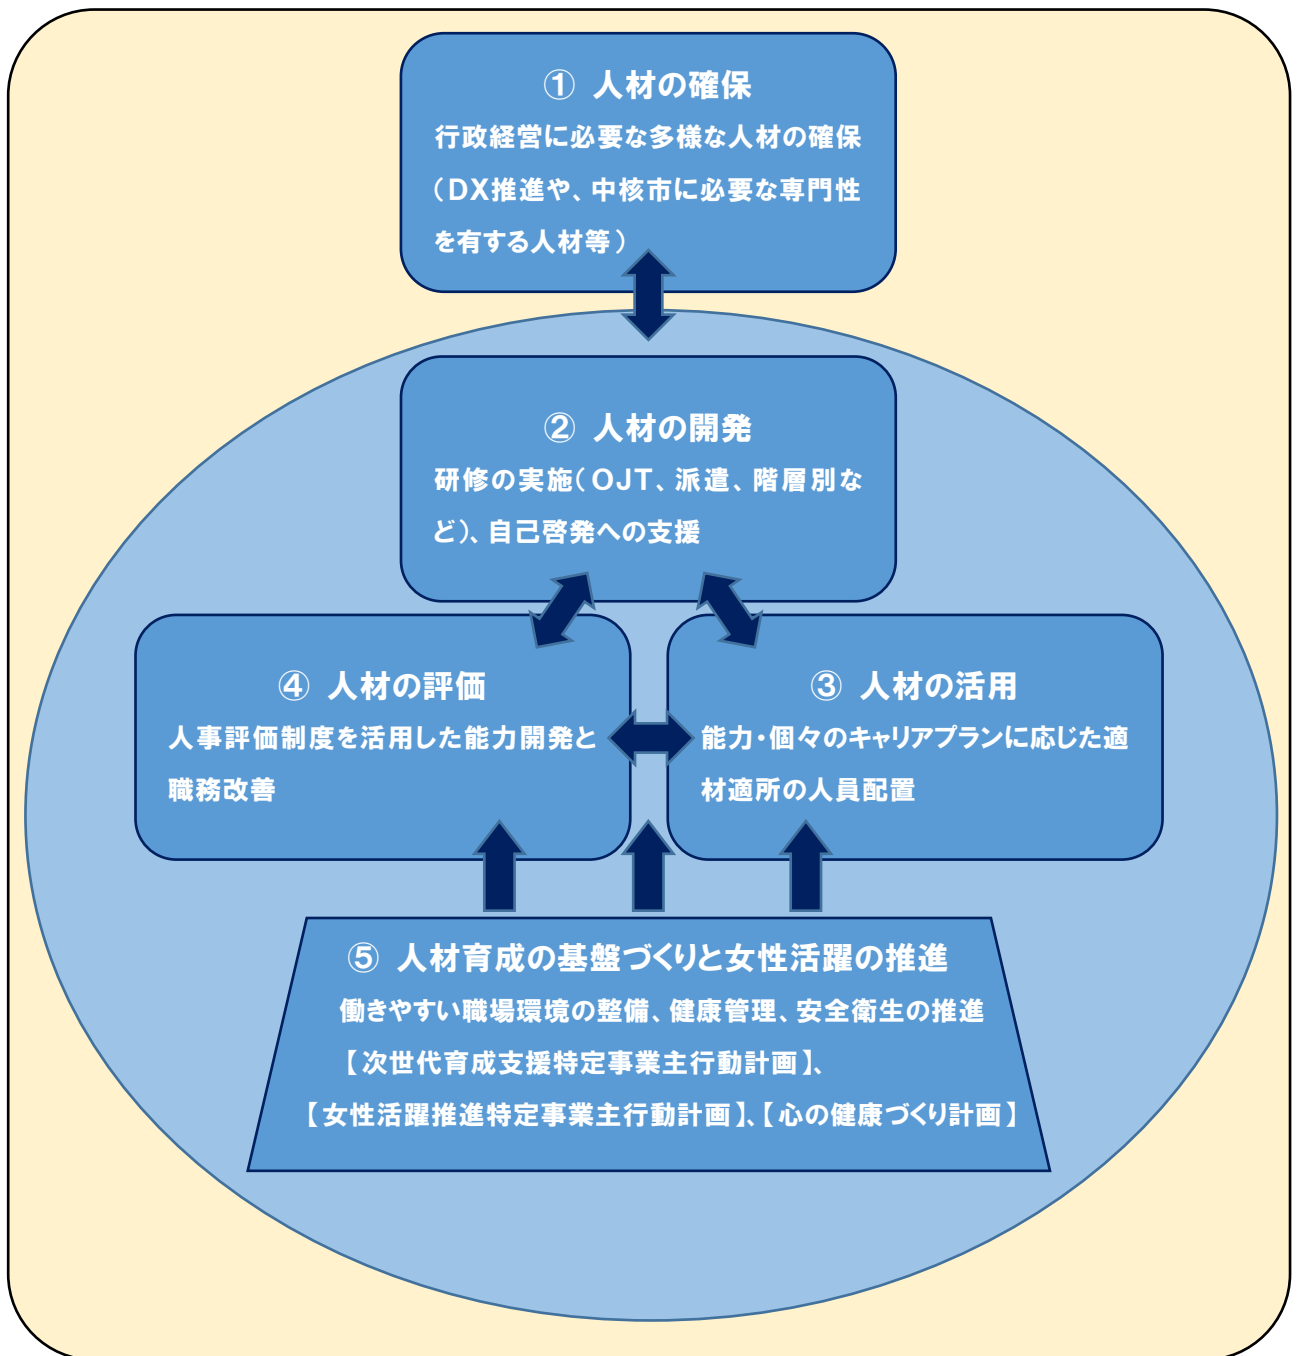 ① 人材の確保
行政経営に必要な多様な人材の確保
（DX推進や、中核市に必要な専門性
を有する人材等）
② 人材の開発
研修の実施（OJT、派遣、階層別な
ど）、自己啓発への支援
④ 人材の評価
人事評価制度を活用した能力開発と
職務改善
③ 人材の活用
能力・個々のキャリアプランに応じた適
材適所の人員配置
⑤ 人材育成の基盤づくりと女性活躍の推進
働きやすい職場環境の整備、健康管理、安全衛生の推進
【次世代育成支援特定事業主行動計画】、
【女性活躍推進特定事業主行動計画】、【心の健康づくり計画】